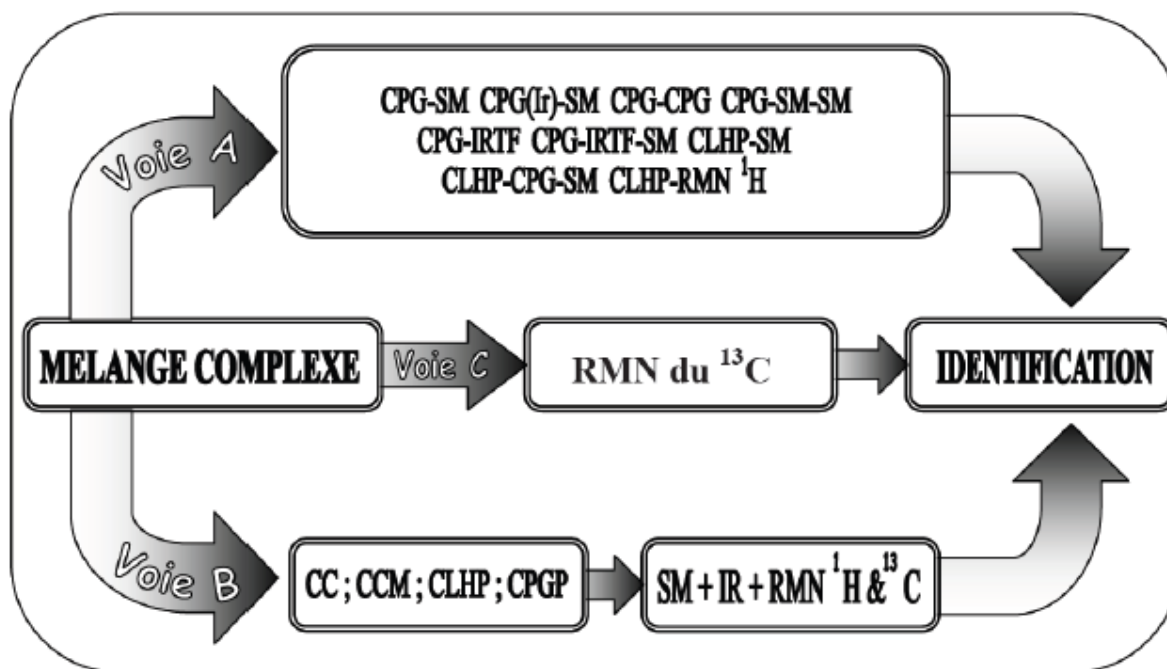 CPG-SM CPG(Ir)-SM CPG-CPG CPG-SM-SM
CPG-IRTF CPG-IRTF-SM CLHP-SM
CLHP-CPG-SM CLHP-RMN ¹H
Voie A
MELANGE COMPLEXE
Voie C
RMN du ¹³C
IDENTIFICATION
Voie B
CC ; CCM ; CLHP ; CPGP
SM + IR + RMN ¹H &¹³C